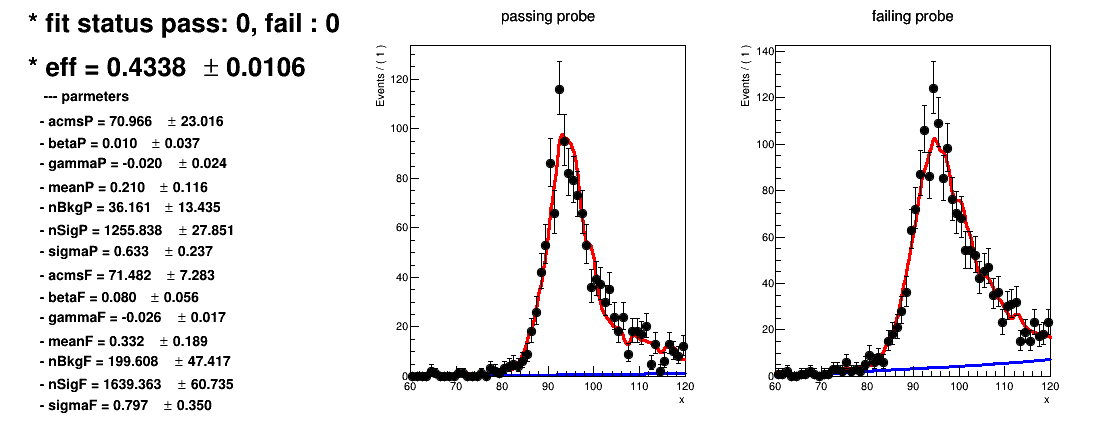 * fit status pass: 0, fail : 0
* eff = 0.4338 ± 0.0106
--- parmeters
- acmsP = 70.966 ± 23.016
- betaP = 0.010 ± 0.037
- gammaP = -0.020 ± 0.024
- meanP = 0.210 ± 0.116
- nBkgP = 36.161 ± 13.435
- nSigP = 1255.838 ± 27.851
- sigmaP = 0.633 ± 0.237
- acmsF = 71.482 ± 7.283
- betaF = 0.080 ± 0.056
- gammaF = -0.026 ± 0.017
- meanF = 0.332 ± 0.189
- nBkgF = 199.608 ± 47.417
- nSigF = 1639.363 ± 60.735
- sigmaF = 0.797 ± 0.350
passing probe
Events / ( 1 )
120
100
80
60
40
20
0
60 70 80 90 100 110 120
x
failing probe
Events / ( 1 )
140
120
100
80
60
40
20
0
60 70 80 90 100 110 120
x